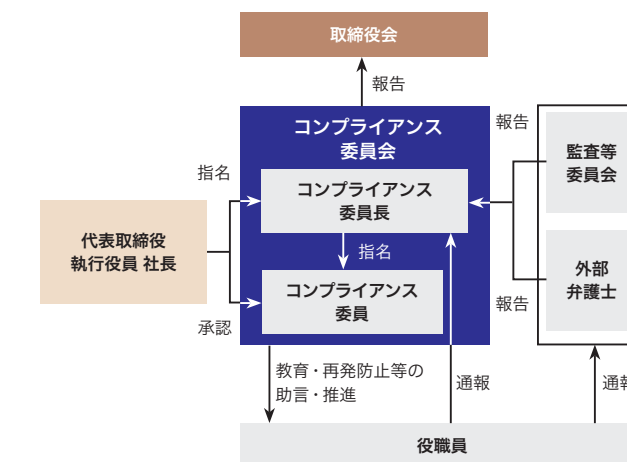 取締役会
報告
コンプライアンス
委員会
報告
監査等
委員会
指名
コンプライアンス
委員長
代表取締役
執行役員 社長
指名
外部
弁護士
コンプライアンス
委員
報告
承認
教育・再発防止等の
助言・推進
通報
通報
役職員